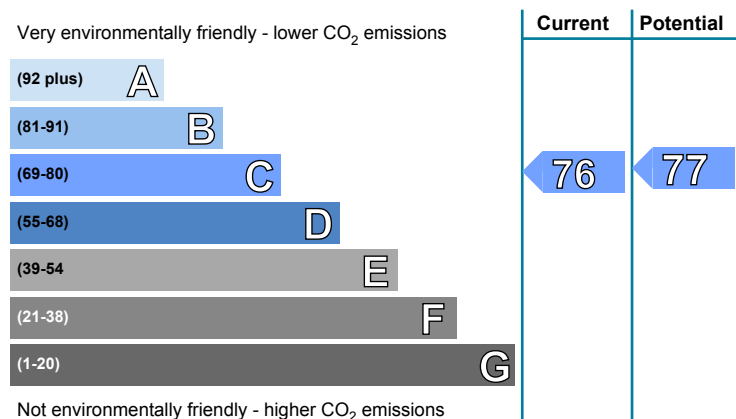 Current Potential
Very environmentally friendly - lower CO₂ emissions
(92 plus) A
(81-91) B
(69-80) C 76 77
(55-68) D
(39-54 E
(21-38) F
(1-20) G
Not environmentally friendly - higher CO₂ emissions